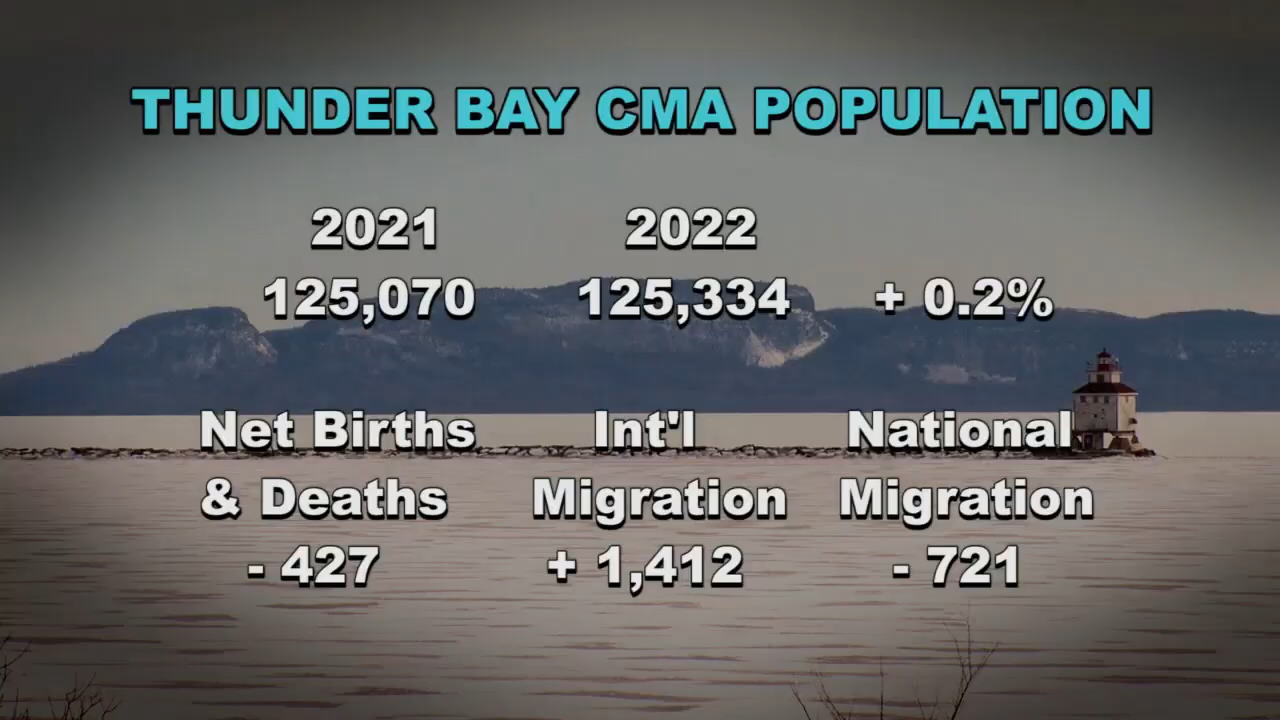 THUNDER BAY CMA POPULATION
2021 2022
125,070 125,334 + 0.2%
Net Births Int'l National
& Deaths Migration Migration
- 427 + 1,412 - 721